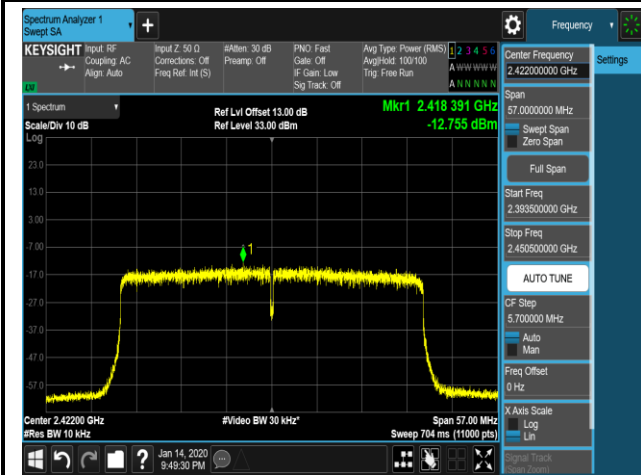 Spectrum Analyzer 1
Swept SA
Frequency
KEYSIGHT
Input: RF
Coupling: AC
Align: Auto
Input Z: 50 Ω
Corrections: Off
Freq Ref: Int (S)
#Atten: 30 dB
Preamp: Off
PNO: Fast
Gate: Off
IF Gain: Low
Sig Track: Off
Avg Type: Power (RMS)
Avg|Hold: 100/100
Trig: Free Run
1 2 3 4 5 6
A W W W W W
A N N N N N
Center Frequency
2.422000000 GHz
Settings
Span
57.0000000 MHz
Swept Span
Zero Span
Full Span
Start Freq
2.393500000 GHz
Stop Freq
2.450500000 GHz
AUTO TUNE
CF Step
5.700000 MHz
Auto
Man
Freq Offset
0 Hz
X Axis Scale
Log
Lin
Signal Track
(Span Zoom)
1 Spectrum
Scale/Div 10 dB
Log
Ref Lvl Offset 13.00 dB
Ref Level 33.00 dBm
Mkr1 2.418 391 GHz
-12.755 dBm
23.0
13.0
3.00
-7.00
-17.0
-27.0
-37.0
-47.0
-57.0
1
Center 2.42200 GHz
#Res BW 10 kHz
#Video BW 30 kHz*
Span 57.00 MHz
Sweep 704 ms (11000 pts)
?
Jan 14, 2020
9:49:30 PM